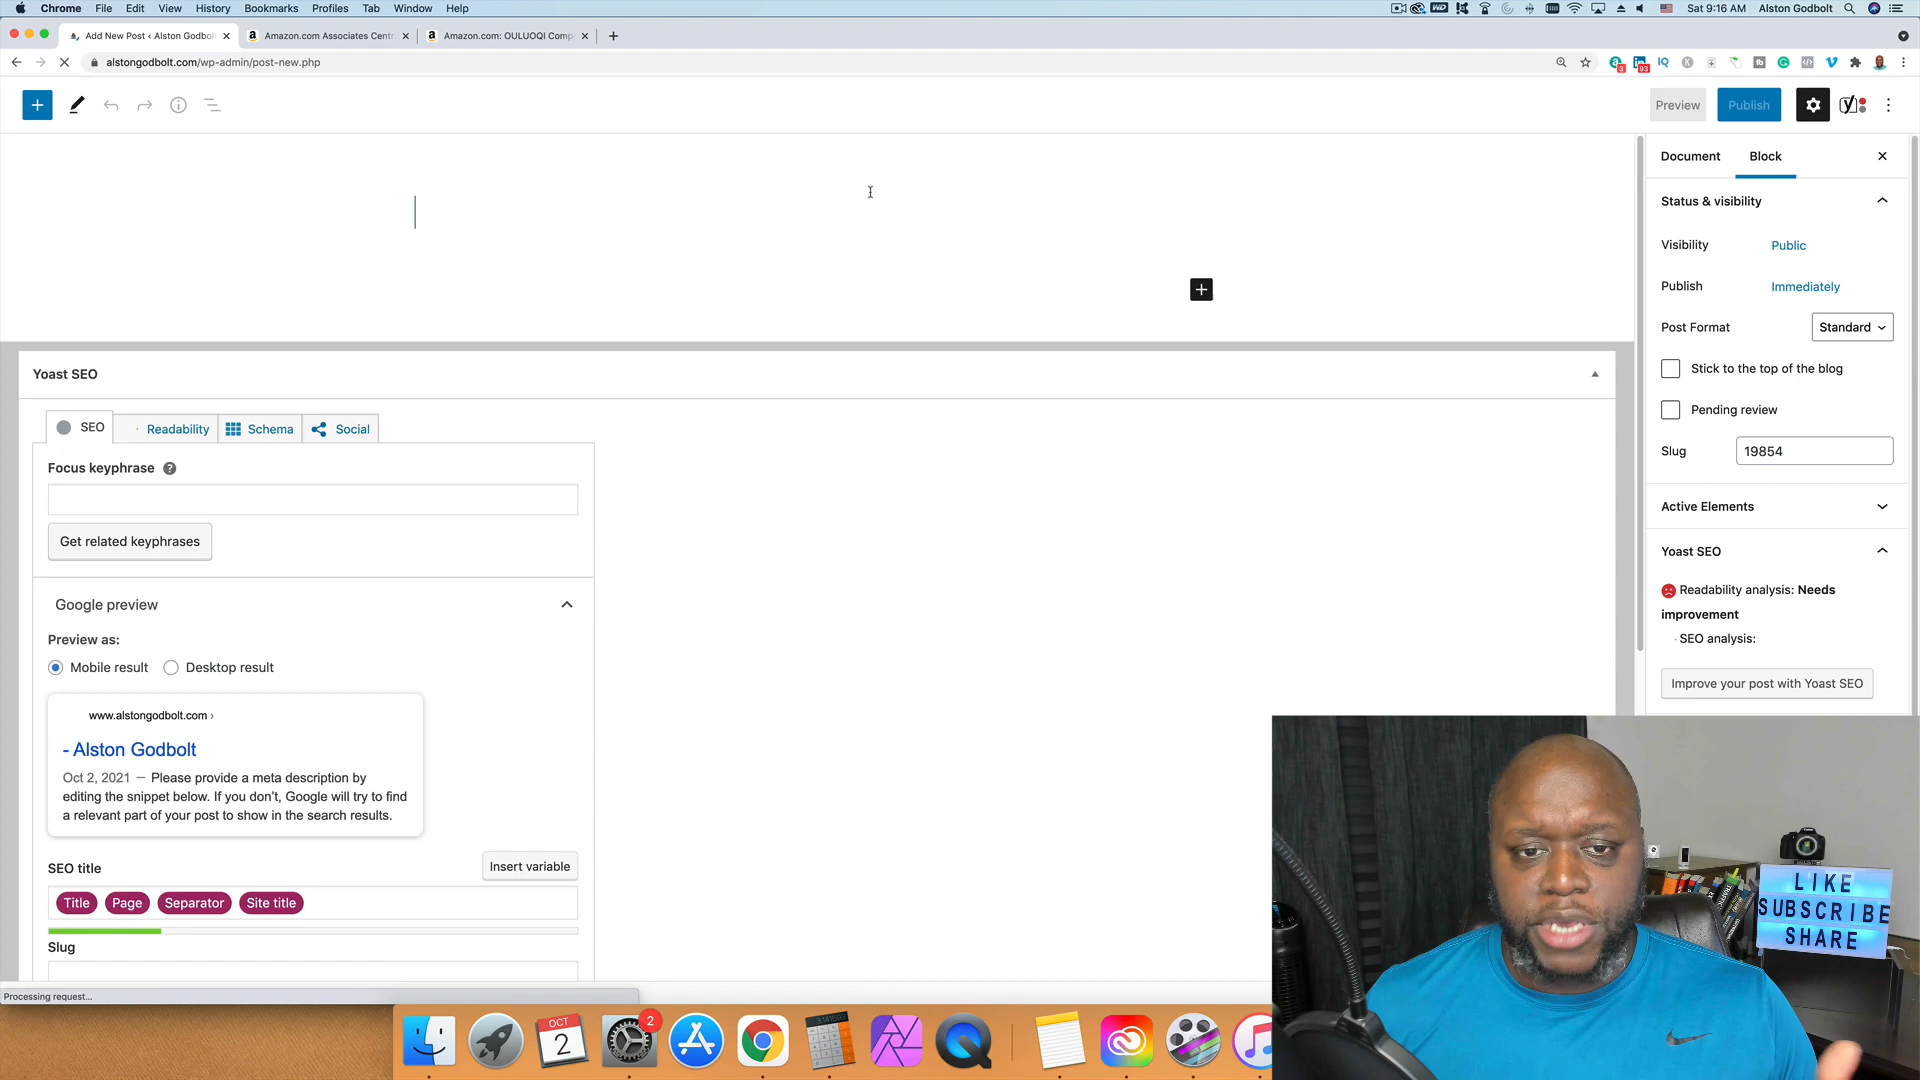 Chrome File Edit View History Bookmarks Profiles Tab Window Help
Sat 9:16 AM Alston Godbolt
Add New Post ‹ Alston Godbolt
Amazon.com Associates Cent
Amazon.com: OULUOQI Comp
alstongodbolt.com/wp-admin/post-new.php
3
93
Preview
Publish
Document
Block
Status & visibility
Visibility
Public
Publish
Immediately
Post Format
Standard
Stick to the top of the blog
Pending review
Slug
19854
Active Elements
Yoast SEO
Readability analysis: Needs
improvement
SEO analysis:
Improve your post with Yoast SEO
Yoast SEO
SEO
Readability
Schema
Social
Focus keyphrase
Get related keyphrases
Google preview
Preview as:
Mobile result
Desktop result
www.alstongodbolt.com ›
- Alston Godbolt
Oct 2, 2021 — Please provide a meta description by
editing the snippet below. If you don't, Google will try to find
a relevant part of your post to show in the search results.
SEO title
Insert variable
Title Page Separator Site title
Slug
Processing request...
OCT
2
2
LIKE
SUBSCRIBE
SHARE